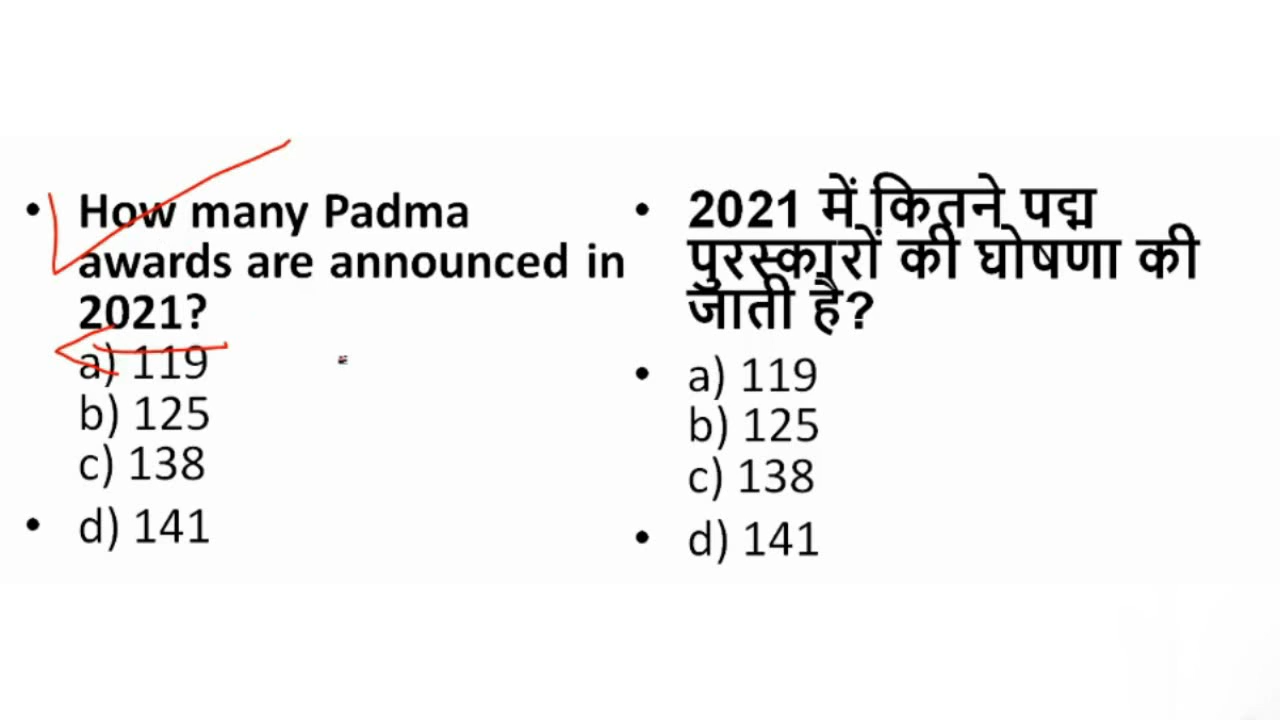 • How many Padma
awards are announced in
2021?
a) 119
b) 125
c) 138
• d) 141
• 2021 में कितने पद्म
पुरस्कारों की घोषणा की
जाती है?
• a) 119
b) 125
c) 138
• d) 141